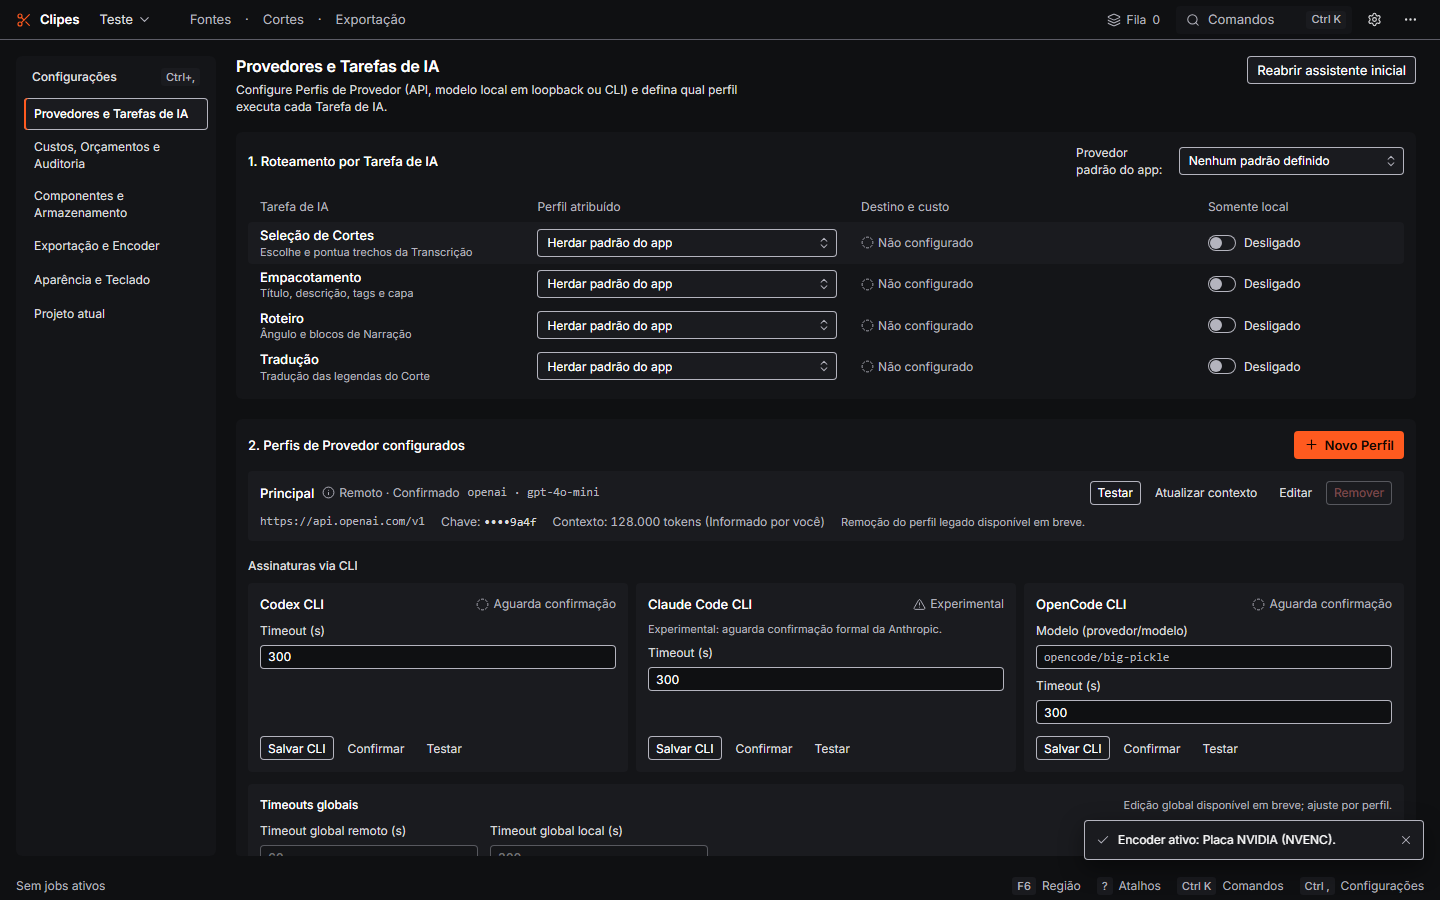 Clipes Teste Fontes · Cortes · Exportação Fila 0 Comandos Ctrl K
Configurações Ctrl+,
Provedores e Tarefas de IA
Custos, Orçamentos e
Auditoria
Componentes e
Armazenamento
Exportação e Encoder
Aparência e Teclado
Projeto atual
Provedores e Tarefas de IA
Configure Perfis de Provedor (API, modelo local em loopback ou CLI) e defina qual perfil
executa cada Tarefa de IA.
Reabrir assistente inicial
1. Roteamento por Tarefa de IA
Provedor
padrão do app:
Nenhum padrão definido
Tarefa de IA Perfil atribuído Destino e custo Somente local
Seleção de Cortes
Escolhe e pontua trechos da Transcrição
Herdar padrão do app Não configurado Desligado
Empacotamento
Título, descrição, tags e capa
Herdar padrão do app Não configurado Desligado
Roteiro
Ângulo e blocos de Narração
Herdar padrão do app Não configurado Desligado
Tradução
Tradução das legendas do Corte
Herdar padrão do app Não configurado Desligado
2. Perfis de Provedor configurados
+ Novo Perfil
Principal Remoto · Confirmado openai · gpt-4o-mini
Testar Atualizar contexto Editar Remover
https://api.openai.com/v1 Chave: ••••9a4f Contexto: 128.000 tokens (Informado por você) Remoção do perfil legado disponível em breve.
Assinaturas via CLI
Codex CLI Aguarda confirmação
Timeout (s)
300
Salvar CLI Confirmar Testar
Claude Code CLI Experimental
Experimental: aguarda confirmação formal da Anthropic.
Timeout (s)
300
Salvar CLI Confirmar Testar
OpenCode CLI Aguarda confirmação
Modelo (provedor/modelo)
opencode/big-pickle
Timeout (s)
300
Salvar CLI Confirmar Testar
Timeouts globais
Edição global disponível em breve; ajuste por perfil.
Timeout global remoto (s) Timeout global local (s)
Encoder ativo: Placa NVIDIA (NVENC).
Sem jobs ativos
F6 Região ? Atalhos Ctrl K Comandos Ctrl , Configurações